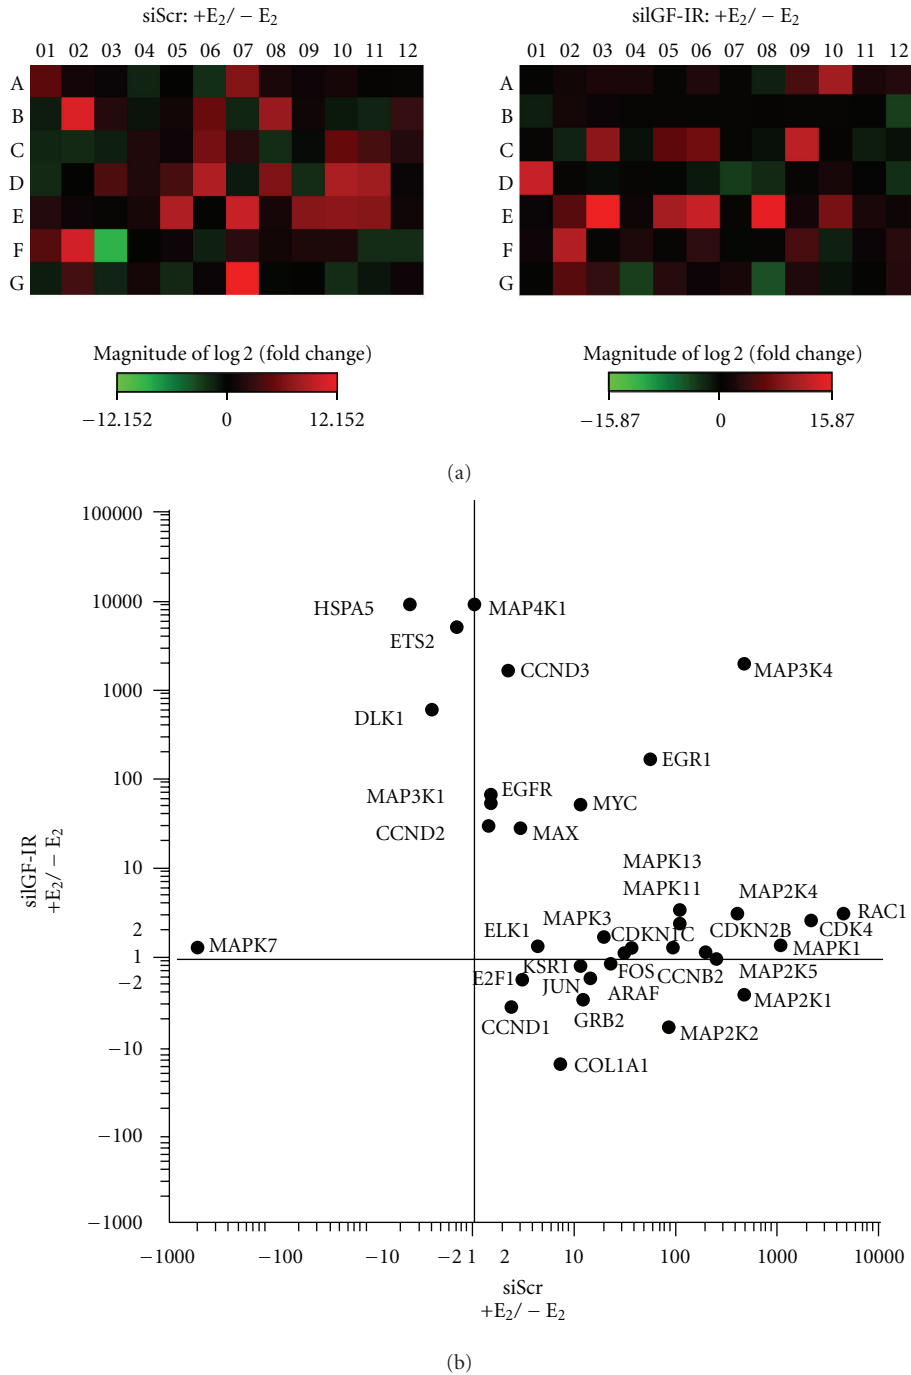 siScr: +E₂/ − E₂
silGF-IR: +E₂/ − E₂
01 02 03 04 05 06 07 08 09 10 11 12
01 02 03 04 05 06 07 08 09 10 11 12
A
B
C
D
E
F
G
A
B
C
D
E
F
G
Magnitude of log 2 (fold change)
−12.152 0 12.152
Magnitude of log 2 (fold change)
−15.87 0 15.87
(a)
100000
10000
1000
100
10
2
1
−2
−10
−100
−1000
silGF-IR
+E₂/ − E₂
HSPA5
MAP4K1
ETS2
CCND3
MAP3K4
DLK1
EGR1
MAP3K1
EGFR
MYC
CCND2
MAX
MAPK13
MAPK11
MAP2K4
RAC1
MAPK3
ELK1
CDKN1C
CDKN2B
CDK4
MAPK7
MAPK1
KSR1
FOS
CCNB2
MAP2K5
E2F1
JUN
ARAF
MAP2K1
CCND1
GRB2
MAP2K2
COL1A1
−1000 −100 −10 −2 1 2 10 100 1000 10000
siScr
+E₂/ − E₂
(b)